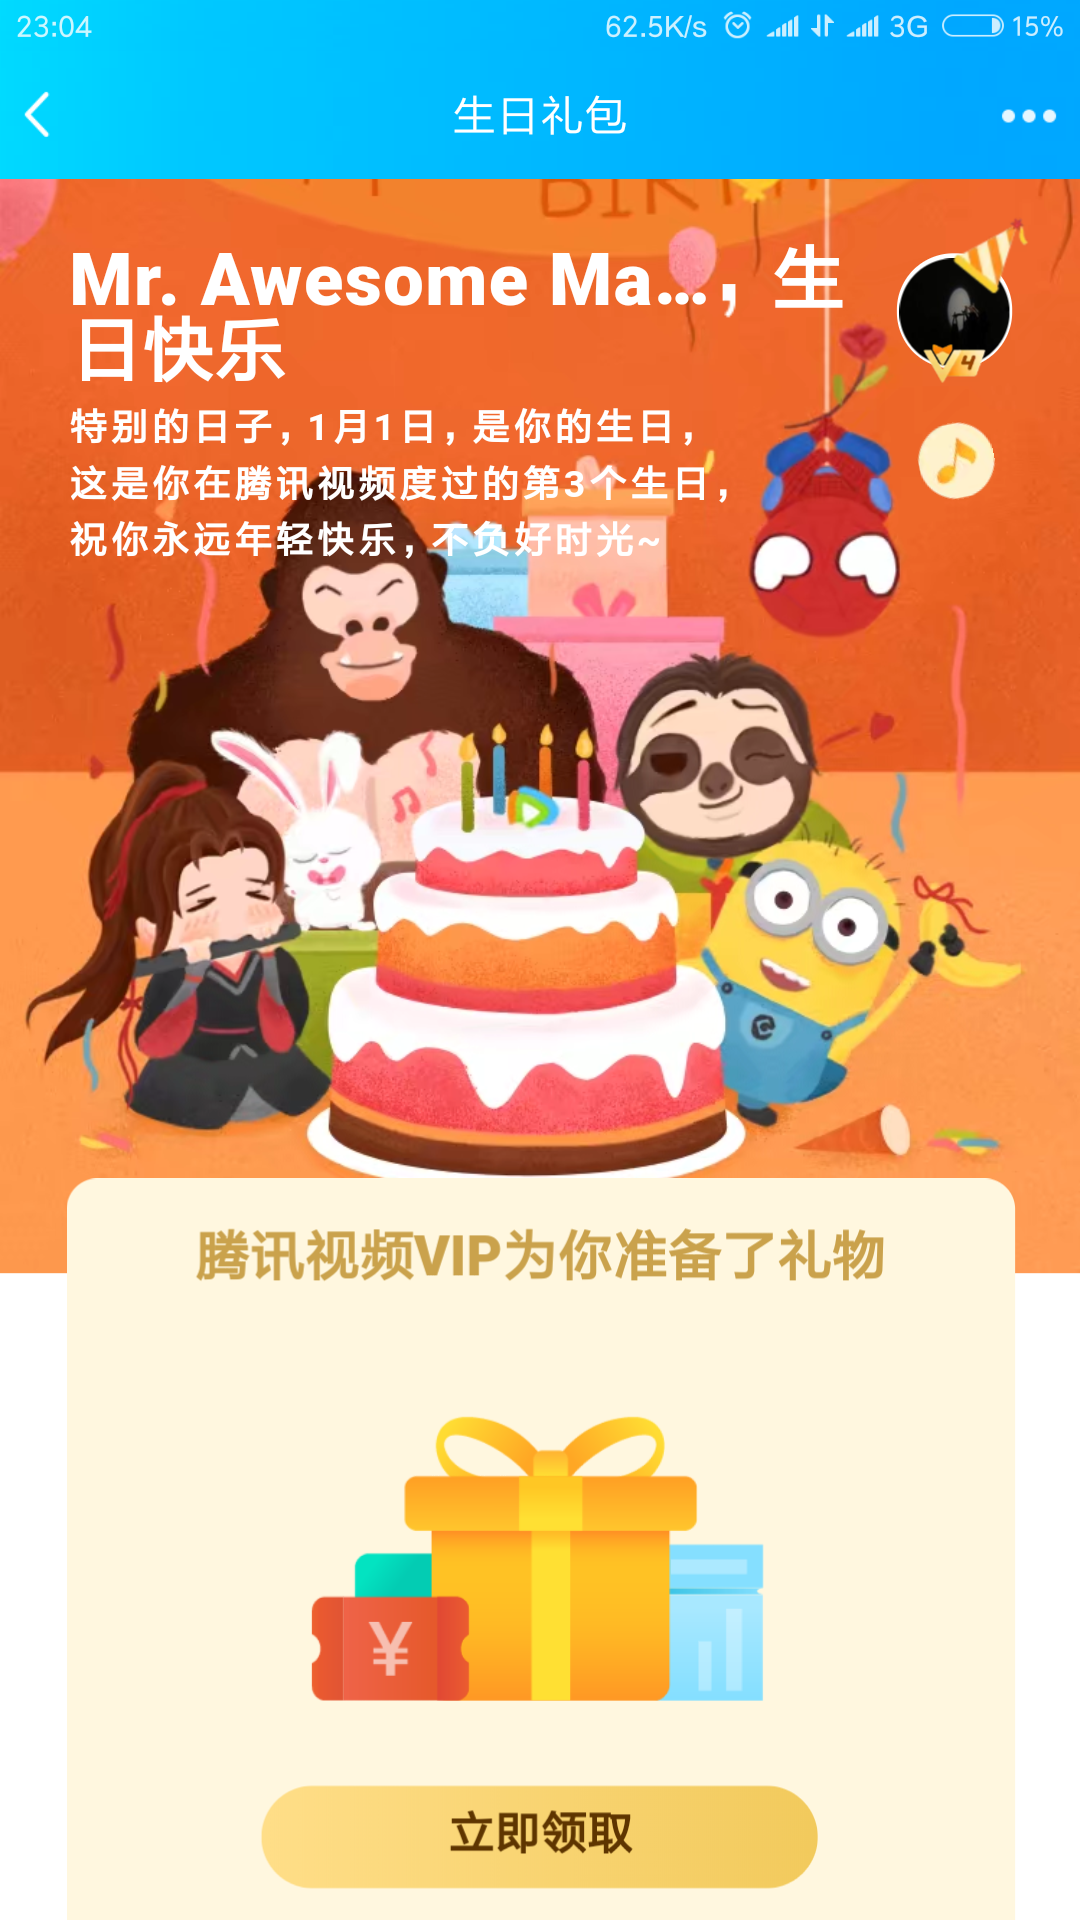 23:04 62.5K/s 3G 15%
生日礼包
BIRT
Mr. Awesome Ma...，生
日快乐
特别的日子，1月1日，是你的生日，
这是你在腾讯视频度过的第3个生日，
祝你永远年轻快乐，不负好时光~
V4
腾讯视频VIP为你准备了礼物
¥
立即领取